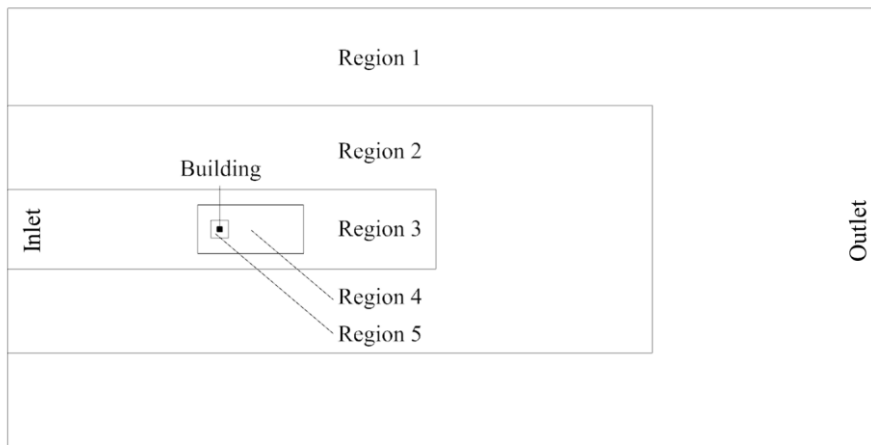 Region 1
Region 2
Building
Inlet
Region 3
Outlet
Region 4
Region 5